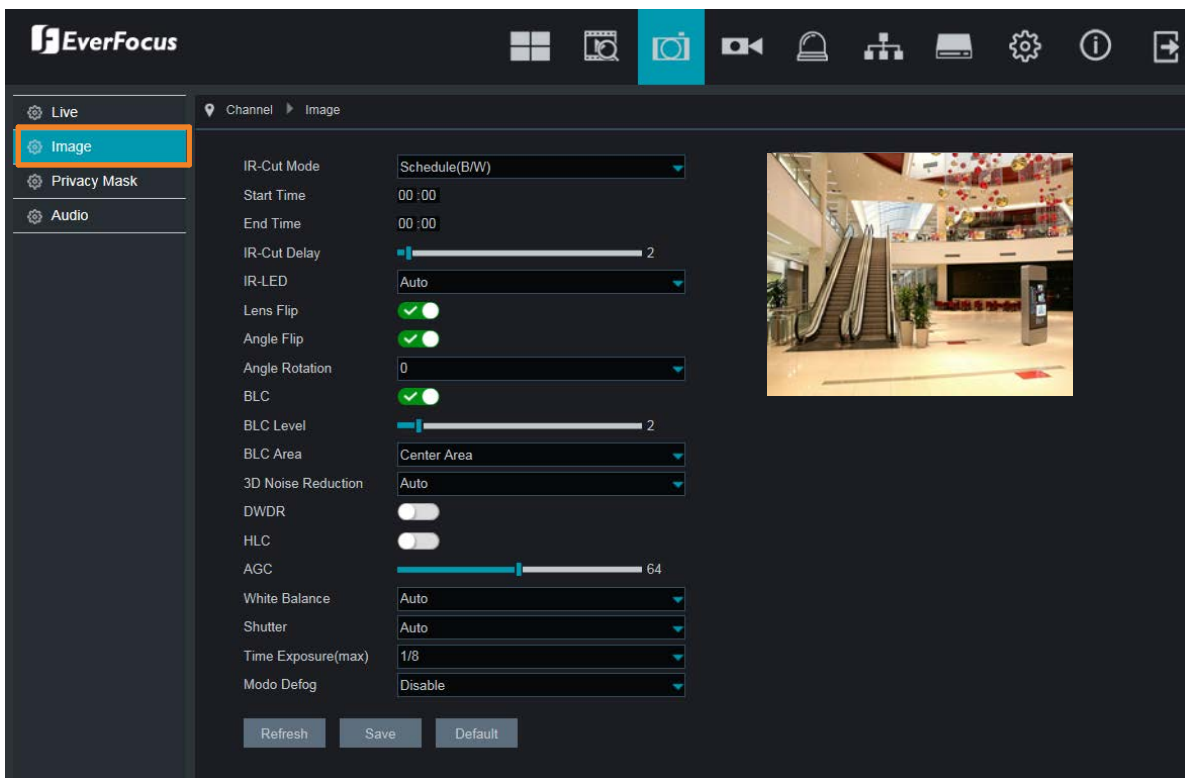 EverFocus
Live
Image
Privacy Mask
Audio
Channel Image
IR-Cut Mode Schedule(B/W)
Start Time 00 :00
End Time 00 :00
IR-Cut Delay 2
IR-LED Auto
Lens Flip
Angle Flip
Angle Rotation 0
BLC
BLC Level 2
BLC Area Center Area
3D Noise Reduction Auto
DWDR
HLC
AGC 64
White Balance Auto
Shutter Auto
Time Exposure(max) 1/8
Modo Defog Disable
Refresh Save Default